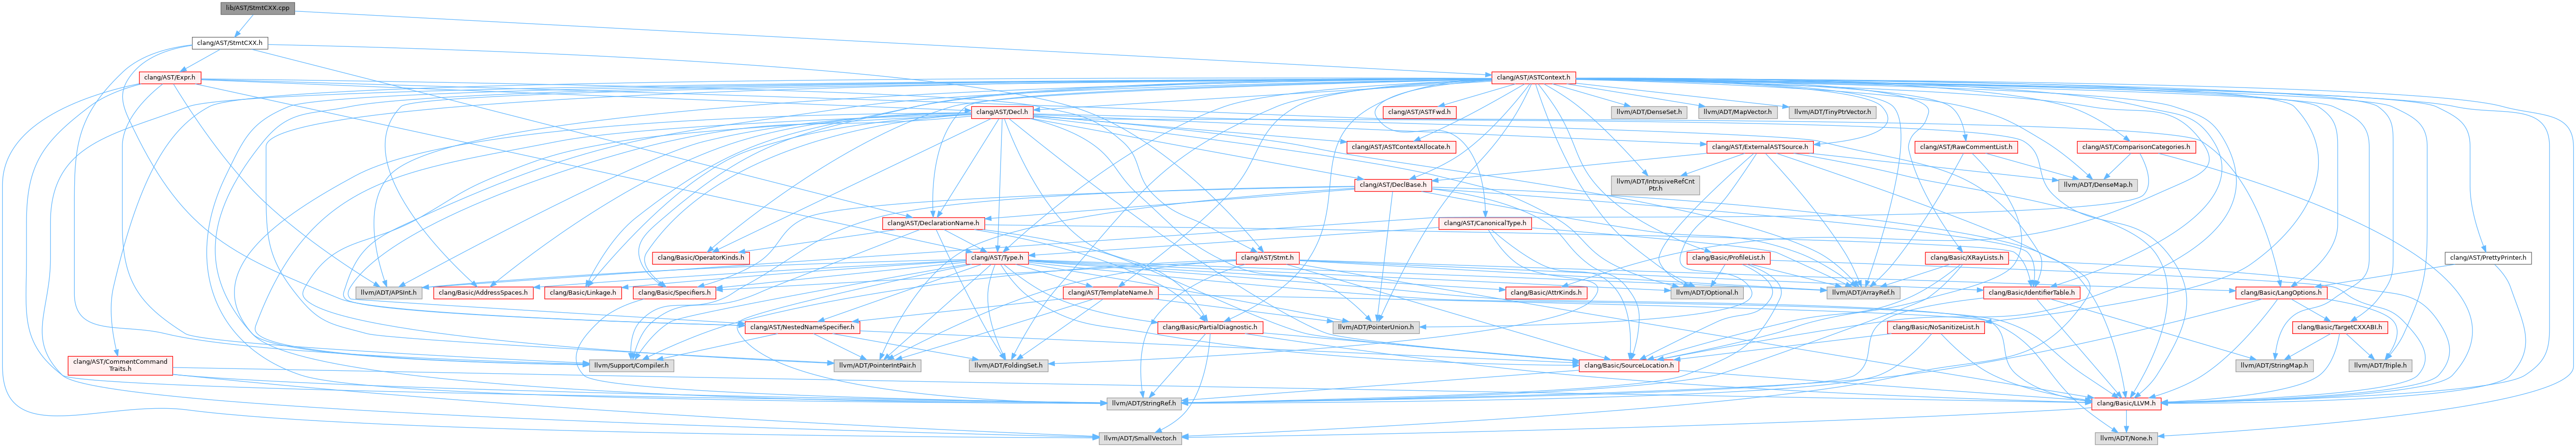 lib/AST/StmtCXX.cpp
clang/AST/StmtCXX.h
clang/AST/Expr.h
clang/AST/ASTContext.h
clang/AST/Decl.h
clang/AST/ASTFwd.h
llvm/ADT/DenseSet.h
llvm/ADT/MapVector.h
llvm/ADT/TinyPtrVector.h
clang/AST/ASTContextAllocate.h
clang/AST/ExternalASTSource.h
clang/AST/RawCommentList.h
clang/AST/ComparisonCategories.h
clang/AST/DeclBase.h
llvm/ADT/IntrusiveRefCnt
Ptr.h
llvm/ADT/DenseMap.h
clang/AST/DeclarationName.h
clang/AST/CanonicalType.h
clang/Basic/OperatorKinds.h
clang/AST/Type.h
clang/AST/Stmt.h
clang/Basic/ProfileList.h
clang/Basic/XRayLists.h
clang/AST/PrettyPrinter.h
llvm/ADT/APSInt.h
clang/Basic/AddressSpaces.h
clang/Basic/Linkage.h
clang/Basic/Specifiers.h
clang/AST/TemplateName.h
clang/Basic/AttrKinds.h
llvm/ADT/Optional.h
llvm/ADT/ArrayRef.h
clang/Basic/IdentifierTable.h
clang/Basic/LangOptions.h
clang/AST/NestedNameSpecifier.h
clang/Basic/PartialDiagnostic.h
llvm/ADT/PointerUnion.h
clang/Basic/NoSanitizeList.h
clang/Basic/TargetCXXABI.h
clang/AST/CommentCommand
Traits.h
llvm/Support/Compiler.h
llvm/ADT/PointerIntPair.h
llvm/ADT/FoldingSet.h
clang/Basic/SourceLocation.h
llvm/ADT/StringMap.h
llvm/ADT/Triple.h
llvm/ADT/StringRef.h
clang/Basic/LLVM.h
llvm/ADT/SmallVector.h
llvm/ADT/None.h